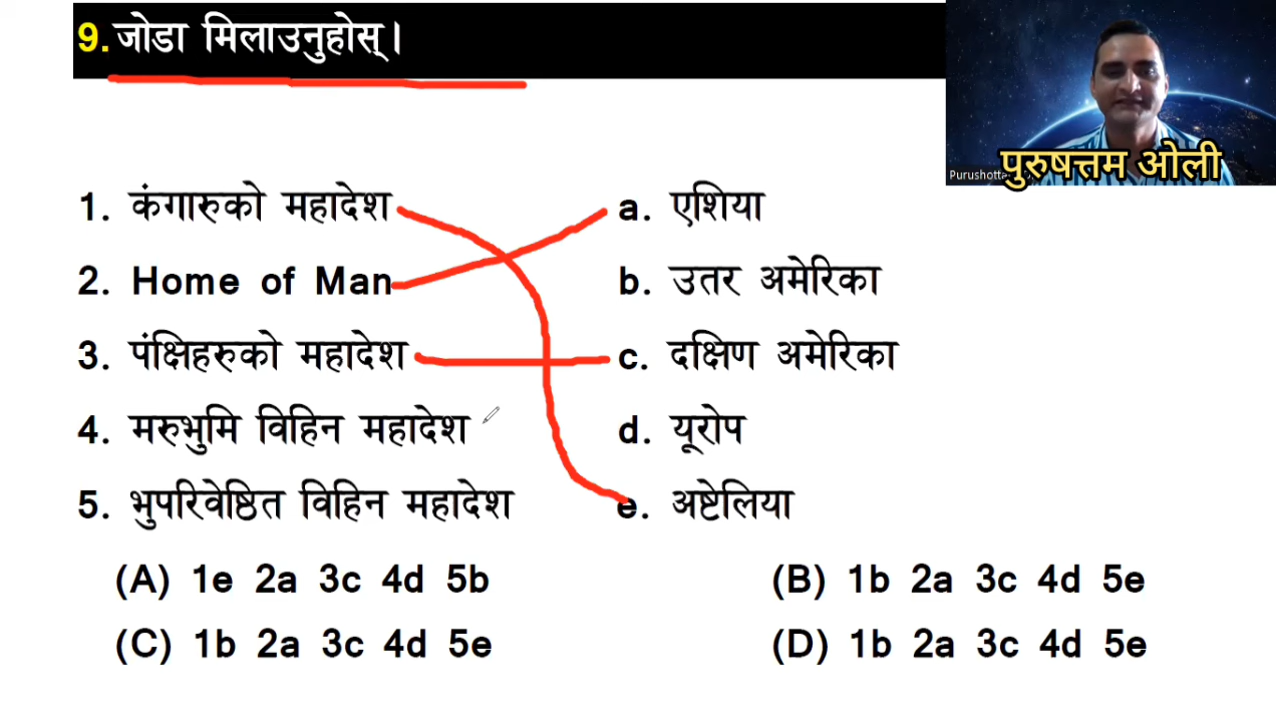 9. जोडा मिलाउनुहोस्।
पुरुषत्तम ओली
1. कंगारुको महादेश a. एशिया
2. Home of Man b. उतर अमेरिका
3. पंक्षिहरुको महादेश c. दक्षिण अमेरिका
4. मरुभुमि विहिन महादेश d. यूरोप
5. भुपरिवेष्ठित विहिन महादेश e. अष्टेलिया
(A) 1e 2a 3c 4d 5b (B) 1b 2a 3c 4d 5e
(C) 1b 2a 3c 4d 5e (D) 1b 2a 3c 4d 5e